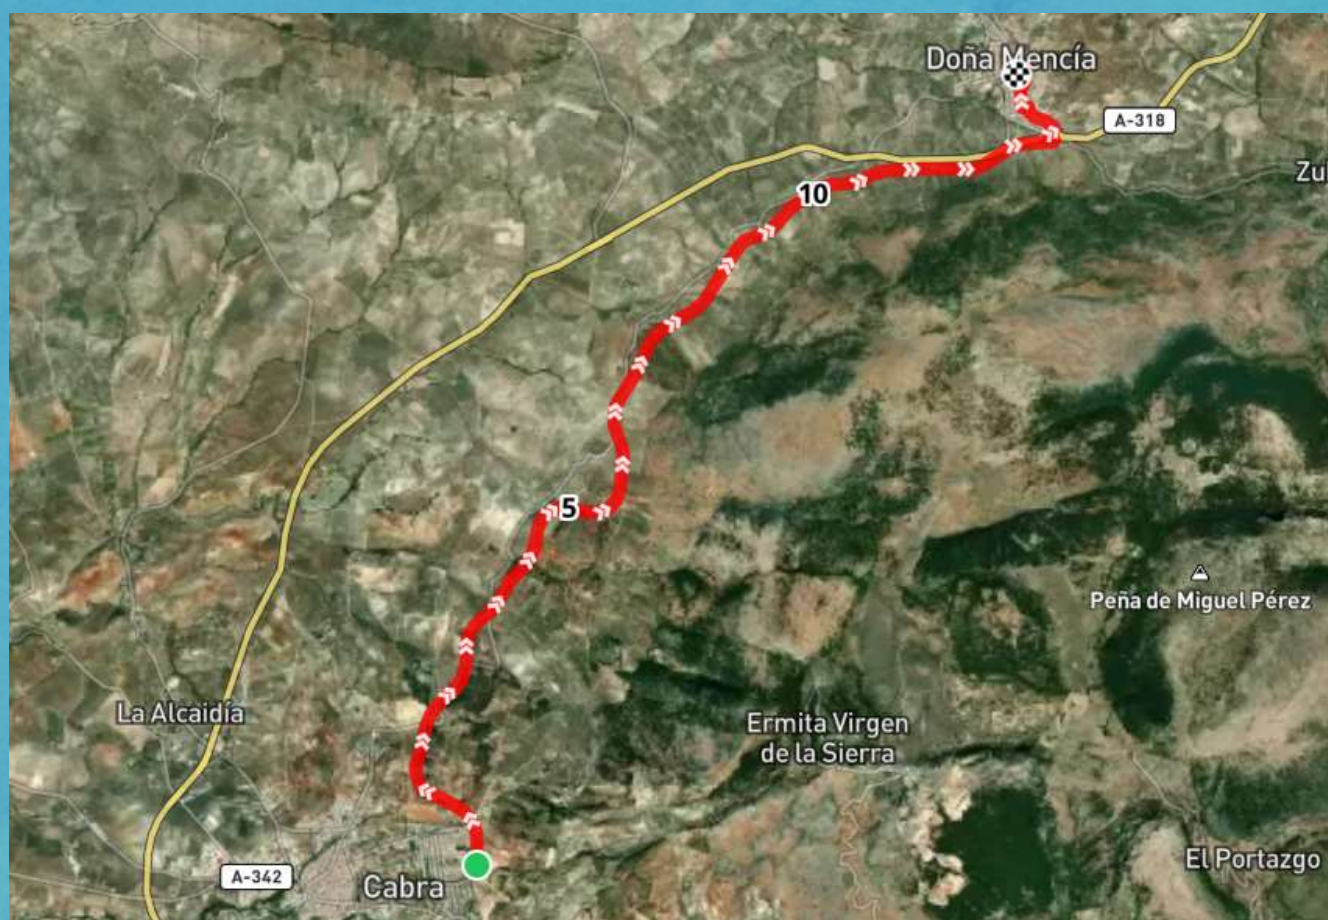 Doña Mencía
A-318
Zul
10
5
Peña de Miguel Pérez
La Alcaidía
Ermita Virgen
de la Sierra
El Portazgo
A-342
Cabra